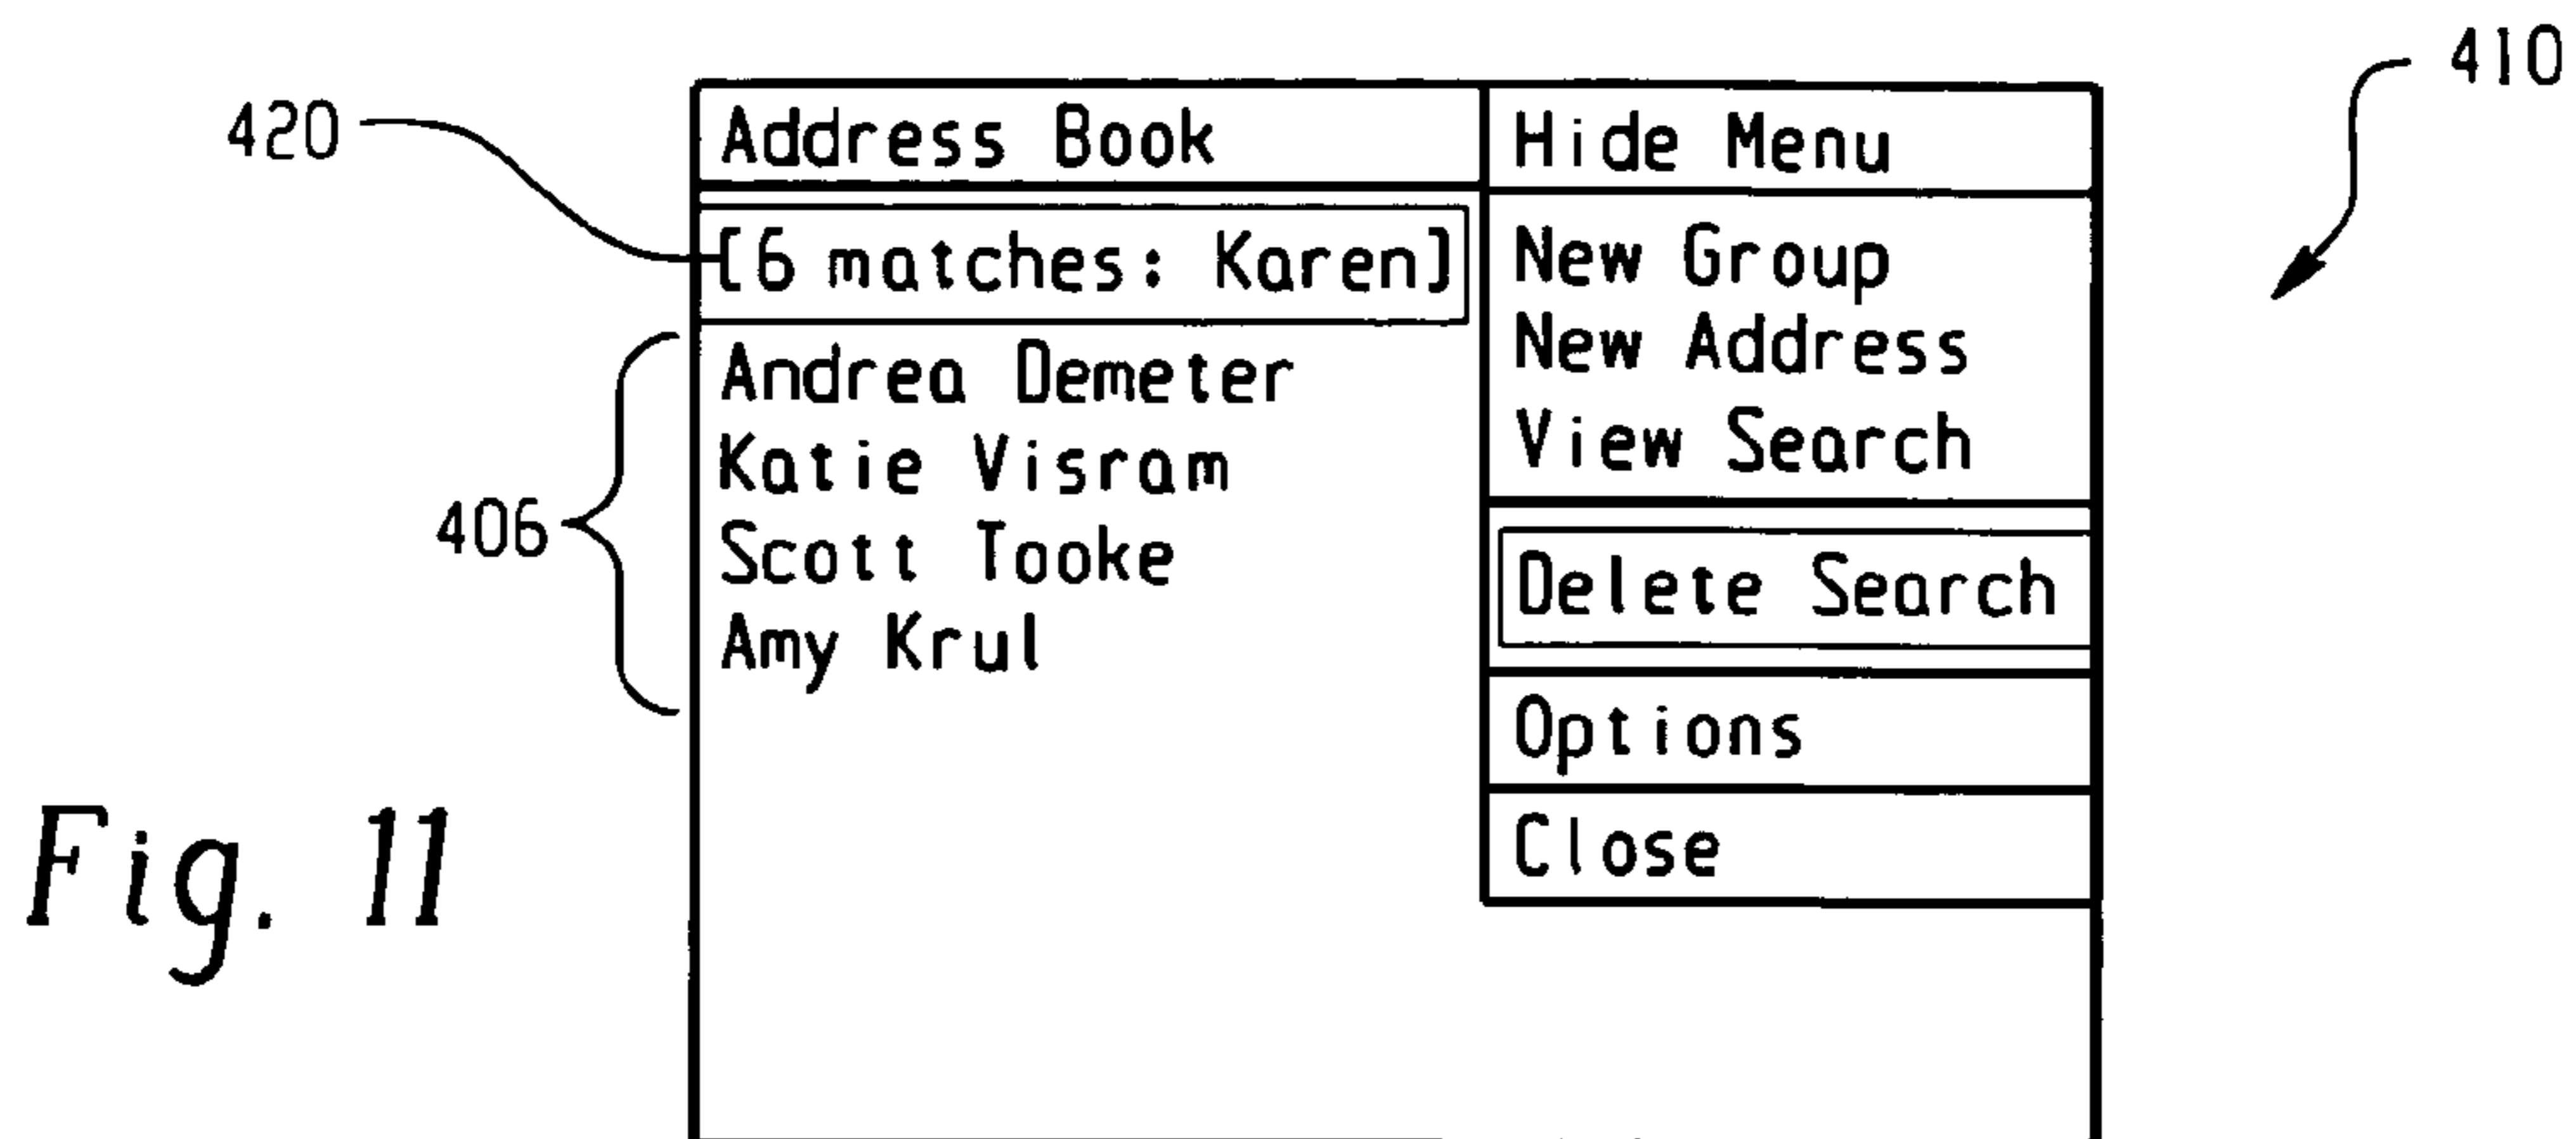 410
420
Address Book
[6 matches: Karen]
406
Andrea Demeter
Katie Visram
Scott Tooke
Amy Krul
Hide Menu
New Group
New Address
View Search
Delete Search
Options
Close
Fig. 11